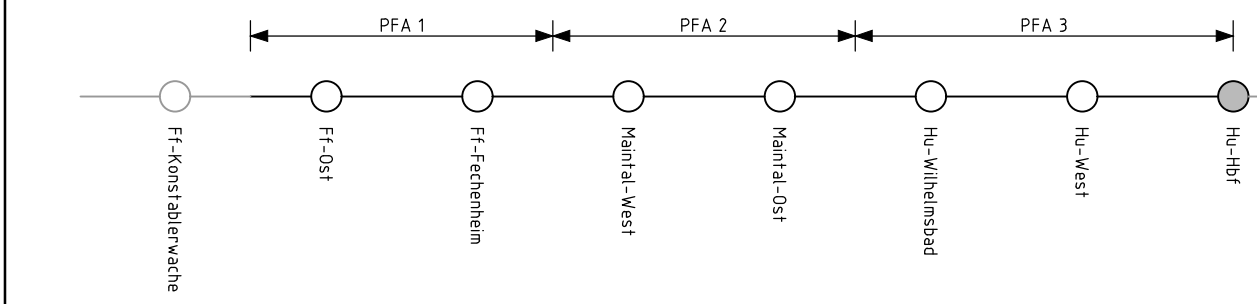 PFA 1
PFA 2
PFA 3
Ff-Konstablerwache
Ff-Ost
Ff-Fechenheim
Maintal-West
Maintal-Ost
Hu-Wilhelmsbad
Hu-West
Hu-Hbf